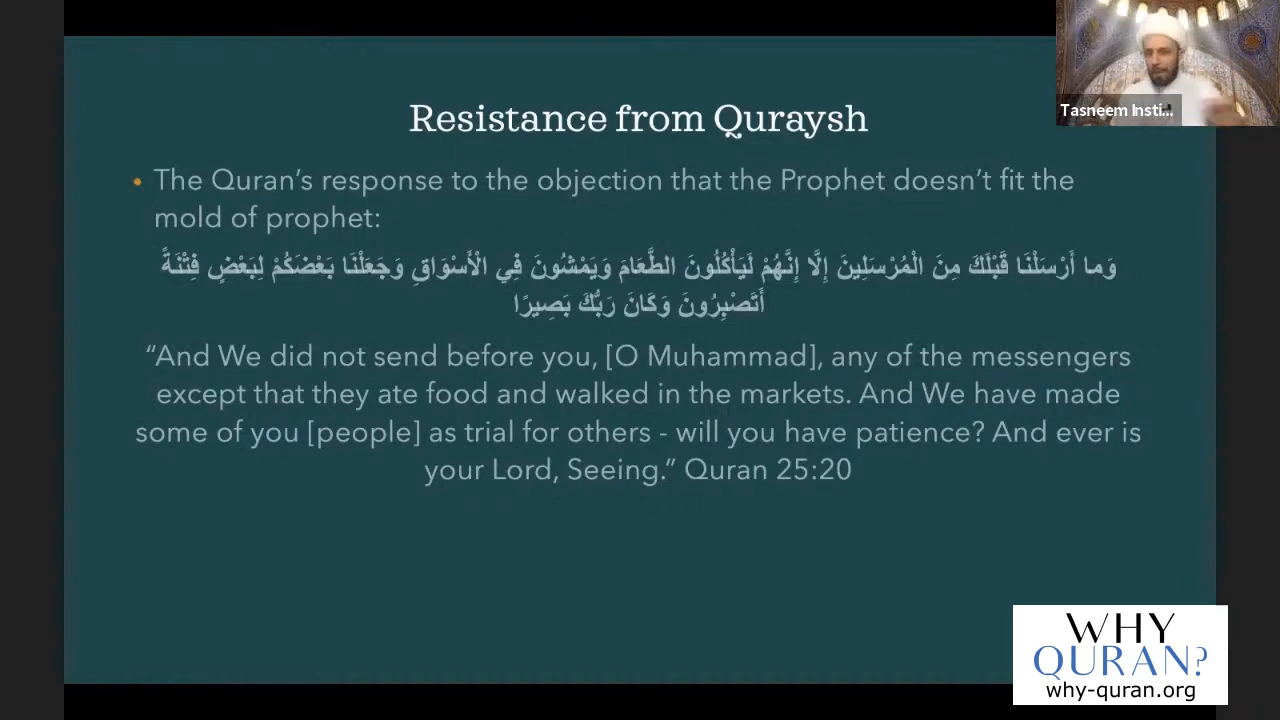 Resistance from Quraysh
• The Quran’s response to the objection that the Prophet doesn’t fit the
mold of prophet:
وَما أَرْسَلْنَا قَبْلَكَ مِنَ الْمُرْسَلِينَ إِلَّا إِنَّهُمْ لَيَأْكُلُونَ الطَّعَامَ وَيَمْشُونَ فِي الْأَسْوَاقِ وَجَعَلْنَا بَعْضَكُمْ لِبَعْضٍ فِتْنَةً
أَتَصْبِرُونَ وَكَانَ رَبُّكَ بَصِيرًا
“And We did not send before you, [O Muhammad], any of the messengers
except that they ate food and walked in the markets. And We have made
some of you [people] as trial for others - will you have patience? And ever is
your Lord, Seeing.” Quran 25:20
Tasneem Insti...
WHY
QURAN?
why-quran.org